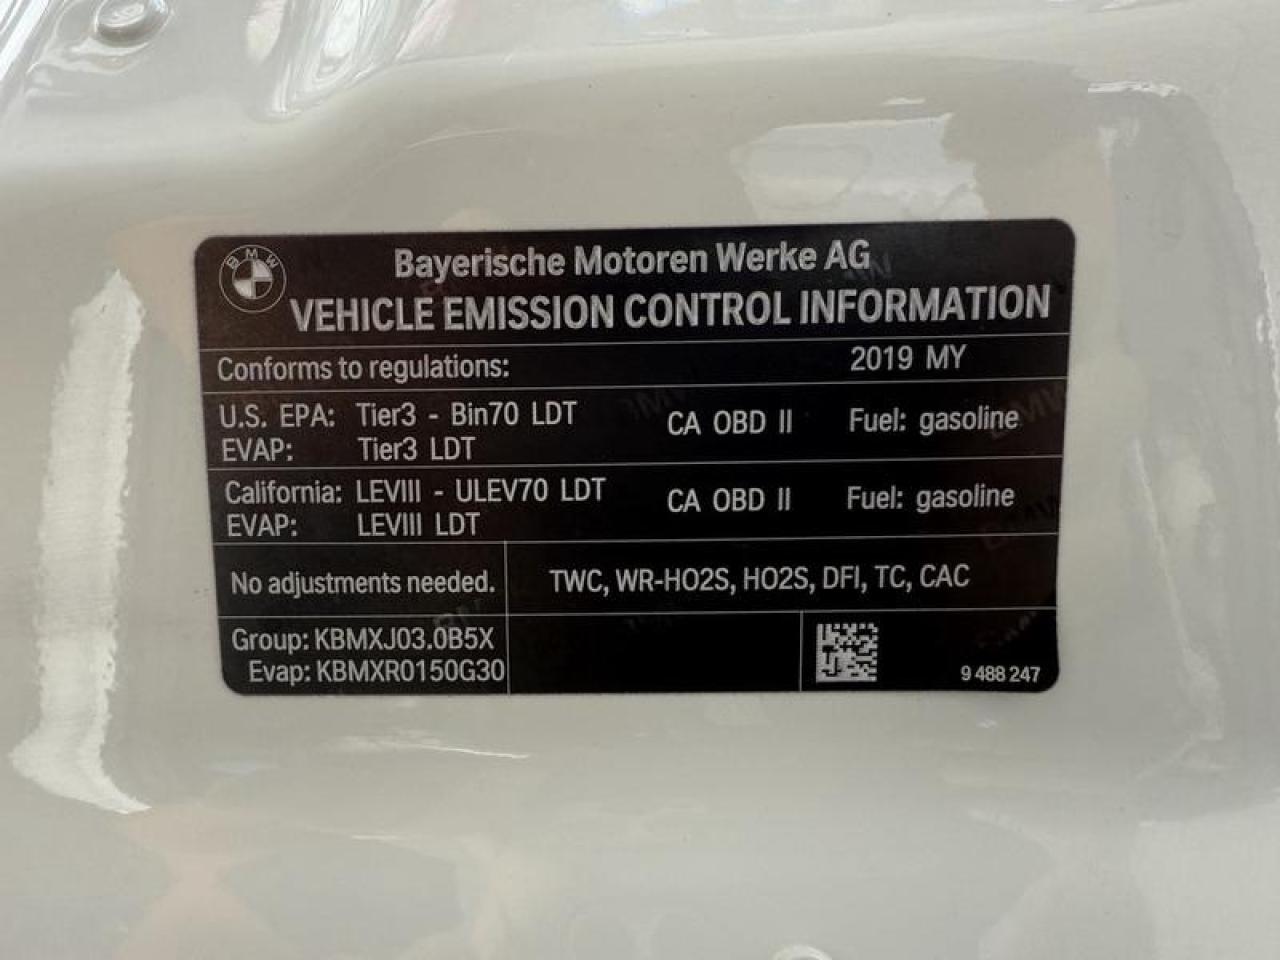 BMW
Bayerische Motoren Werke AG
VEHICLE EMISSION CONTROL INFORMATION
Conforms to regulations: 2019 MY
U.S. EPA: Tier3 - Bin70 LDT CA OBD II Fuel: gasoline
EVAP: Tier3 LDT
California: LEVIII - ULEV70 LDT CA OBD II Fuel: gasoline
EVAP: LEVIII LDT
No adjustments needed. TWC, WR-HO2S, HO2S, DFI, TC, CAC
Group: KBMXJ03.0B5X
Evap: KBMXR0150G30
9 488 247